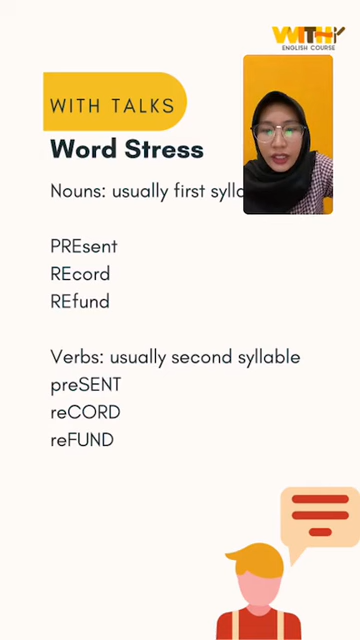 WITH
ENGLISH COURSE
WITH TALKS
Word Stress
Nouns: usually first
PREsent
REcord
REfund
Verbs: usually second syllable
preSENT
reCORD
reFUND